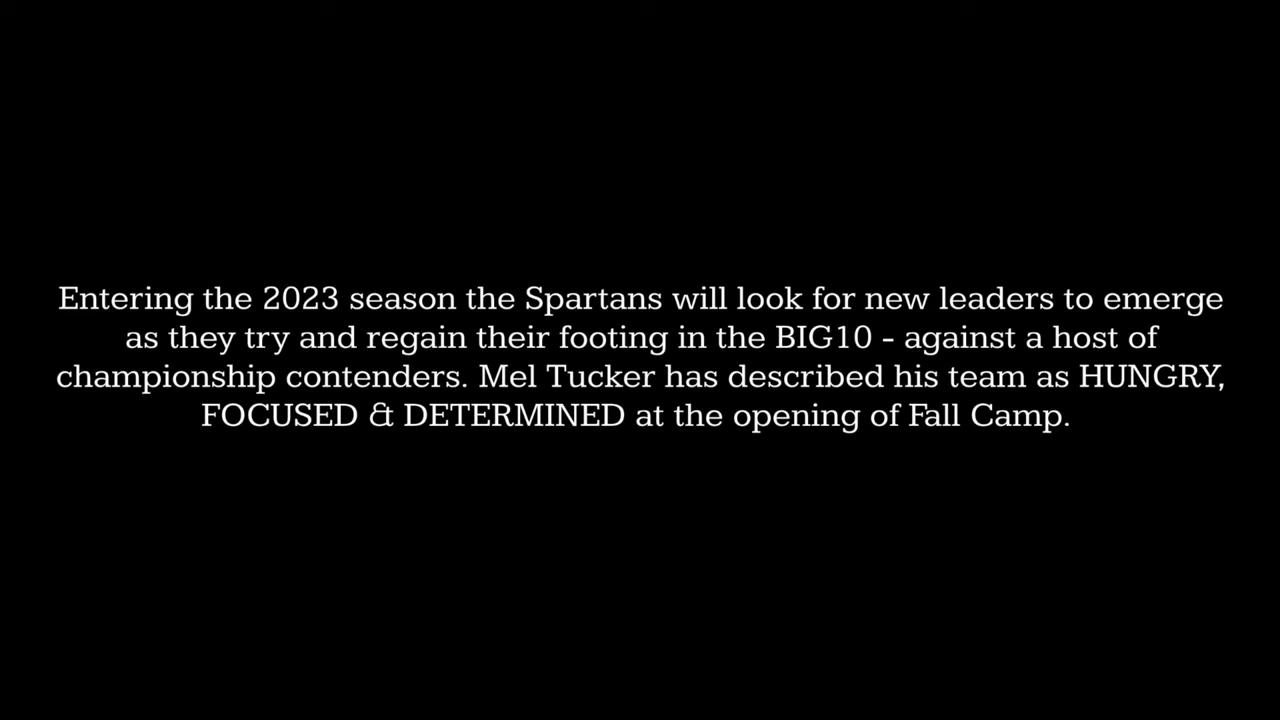 Entering the 2023 season the Spartans will look for new leaders to emerge
as they try and regain their footing in the BIG10 - against a host of
championship contenders. Mel Tucker has described his team as HUNGRY,
FOCUSED & DETERMINED at the opening of Fall Camp.